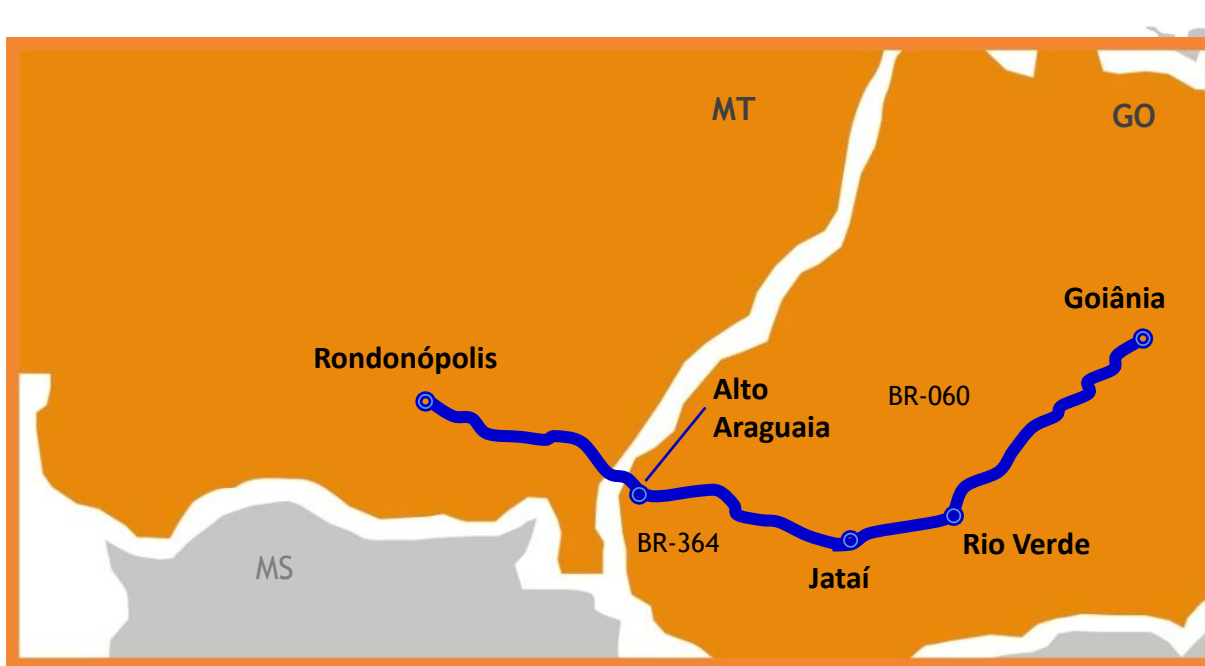 MT
GO
Goiânia
Rondonópolis
Alto
Araguaia
BR-060
BR-364
Rio Verde
MS
Jataí